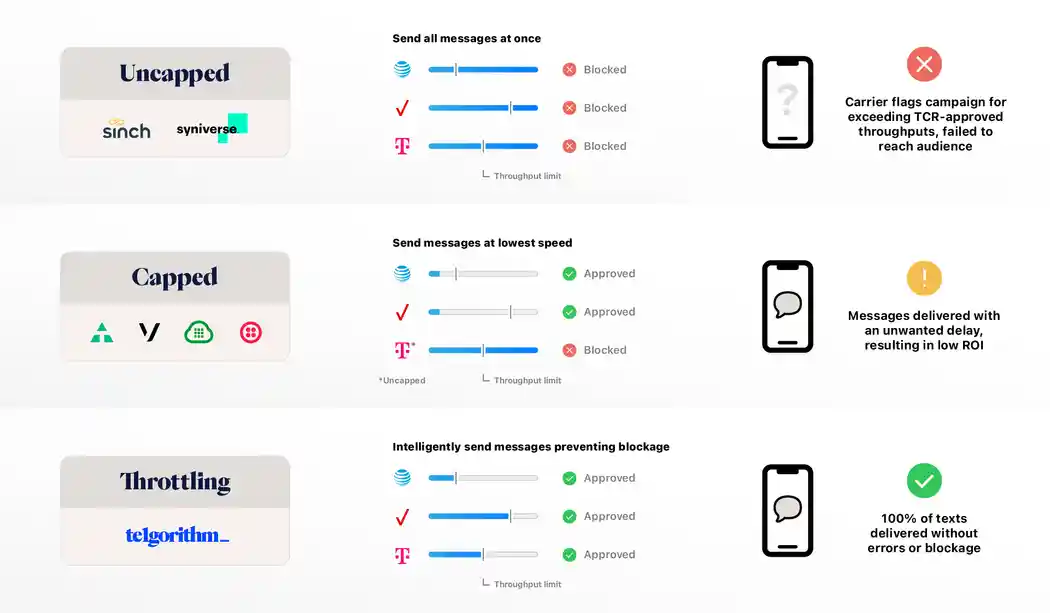 Uncapped
sinch
syniverse.
Send all messages at once
Blocked
Blocked
Blocked
Throughput limit
?
Carrier flags campaign for
exceeding TCR-approved
throughputs, failed to
reach audience
Capped
Send messages at lowest speed
Approved
Approved
T*
Blocked
*Uncapped
Throughput limit
!
Messages delivered with
an unwanted delay,
resulting in low ROI
Throttling
telgorithm_
Intelligently send messages preventing blockage
Approved
Approved
Approved
Throughput limit
100% of texts
delivered without
errors or blockage